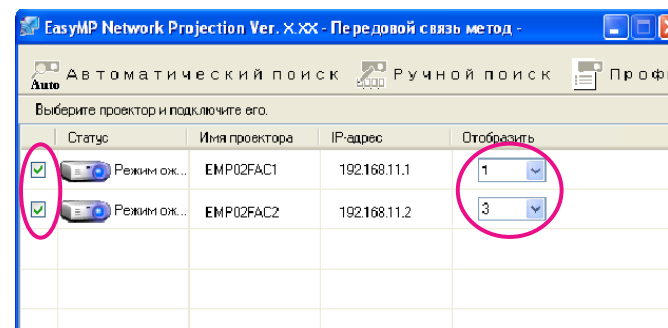 EasyMP Network Projection Ver. X.XX - Передовой связь метод -
Auto Автоматический поиск Ручной поиск Проф
Выберите проектор и подключите его.
Статус Имя проектора IP-адрес Отобразить
Режим ож... EMP02FAC1 192.168.11.1 1
Режим ож... EMP02FAC2 192.168.11.2 3